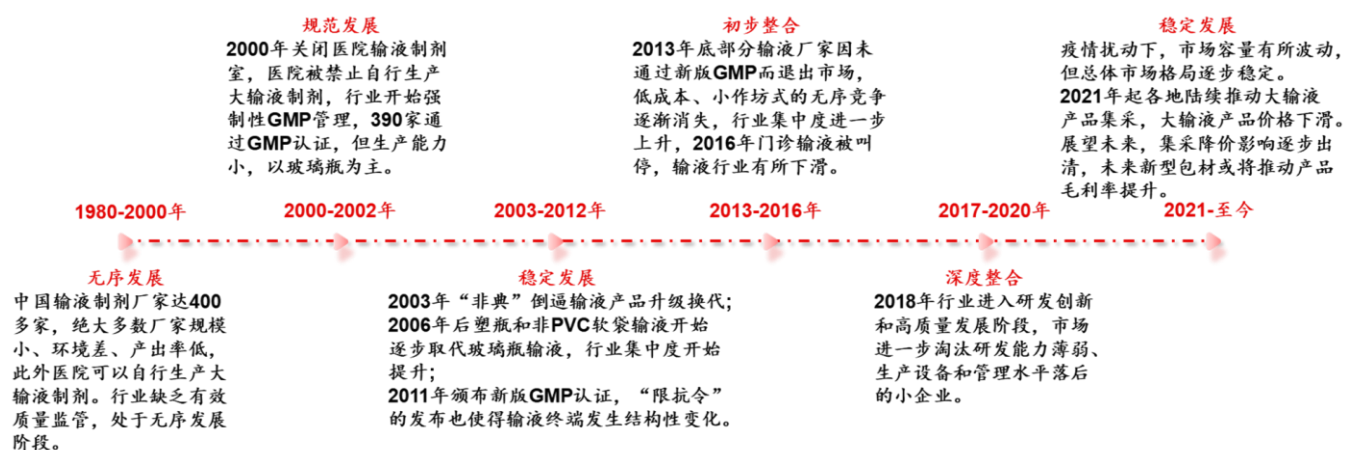 规范发展
2000年关闭医院输液制剂
室，医院被禁止自行生产
大输液制剂，行业开始强
制性GMP管理，390家通
过GMP认证，但生产能力
小，以玻璃瓶为主。
初步整合
2013年底部分输液厂家因未
通过新版GMP而退出市场，
低成本、小作坊式的无序竞争
逐渐消失，行业集中度进一步
上升，2016年门诊输液被叫
停，输液行业有所下滑。
稳定发展
疫情扰动下，市场容量有所波动，
但总体市场格局逐步稳定。
2021年起各地陆续推动大输液
产品集采，大输液产品价格下滑。
展望未来，集采降价影响逐步出
清，未来新型包材或将推动产品
毛利率提升。
1980-2000年
2000-2002年
2003-2012年
2013-2016年
2017-2020年
2021-至今
无序发展
中国输液制剂厂家达400
多家，绝大多数厂家规模
小、环境差、产出率低，
此外医院可以自行生产大
输液制剂。行业缺乏有效
质量监管，处于无序发展
阶段。
稳定发展
2003年“非典”倒逼输液产品升级换代；
2006年后塑瓶和非PVC软袋输液开始
逐步取代玻璃瓶输液，行业集中度开始
提升；
2011年颁布新版GMP认证，“限抗令”
的发布也使得输液终端发生结构性变化。
深度整合
2018年行业进入研发创新
和高质量发展阶段，市场
进一步淘汰研发能力薄弱、
生产设备和管理水平落后
的小企业。